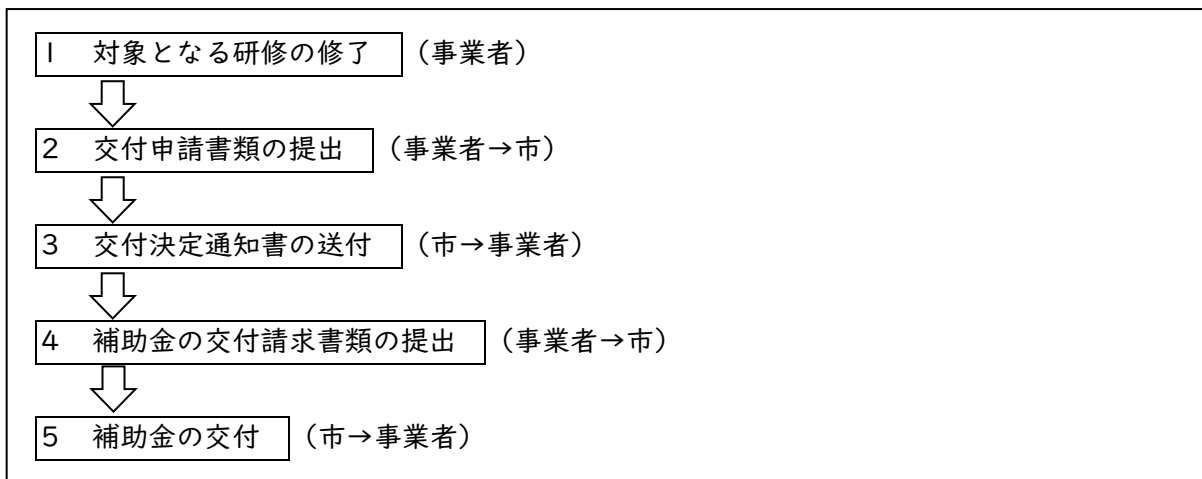 1 対象となる研修の修了 （事業者）
2 交付申請書類の提出 （事業者→市）
3 交付決定通知書の送付 （市→事業者）
4 補助金の交付請求書類の提出 （事業者→市）
5 補助金の交付 （市→事業者）